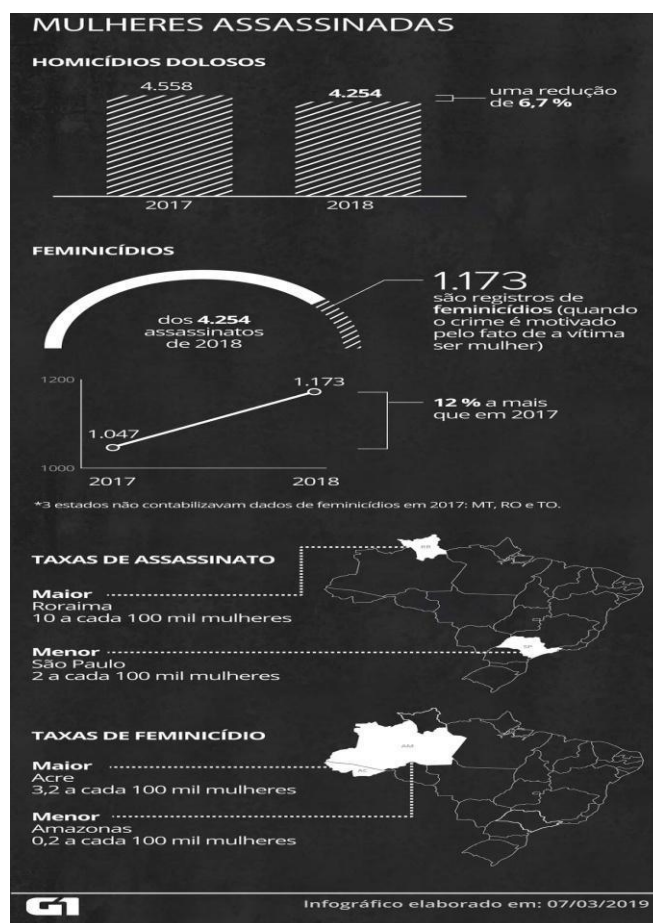 MULHERES ASSASSINADAS
HOMICÍDIOS DOLOSOS
4.558
4.254
uma redução
de 6,7 %
2017
2018
FEMINICÍDIOS
1.173
são registros de
feminicídios (quando
o crime é motivado
pelo fato de a vítima
ser mulher)
dos 4.254
assassinatos
de 2018
1200
1.173
12 % a mais
que em 2017
1.047
1000
2017
2018
*3 estados não contabilizavam dados de feminicídios em 2017: MT, RO e TO.
TAXAS DE ASSASSINATO
Maior
Roraima
10 a cada 100 mil mulheres
Menor
São Paulo
2 a cada 100 mil mulheres
RR
SP
TAXAS DE FEMINICÍDIO
Maior
Acre
3,2 a cada 100 mil mulheres
Menor
Amazonas
0,2 a cada 100 mil mulheres
AM
AC
G1
Infográfico elaborado em: 07/03/2019